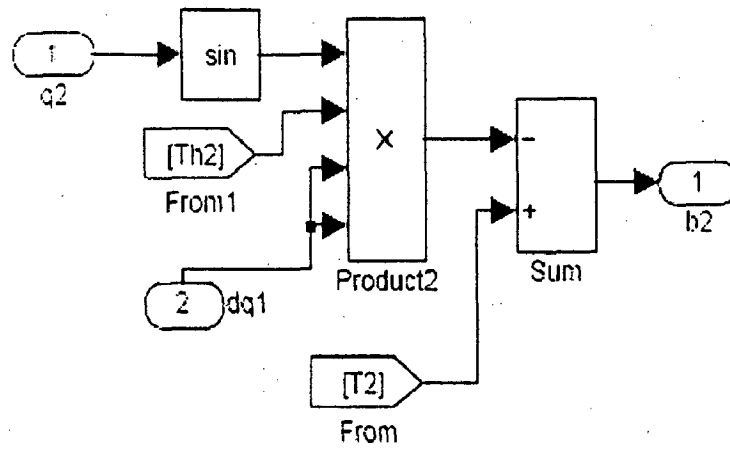 1
q2
sin
[Th2]
From1
2
dq1
X
Product2
−
+
Sum
1
b2
[T2]
From